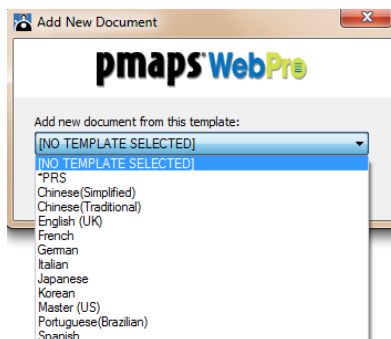 Add New Document
pmaps WebPro
Add new document from this template:
[NO TEMPLATE SELECTED]
[NO TEMPLATE SELECTED]
*PRS
Chinese(Simplified)
Chinese(Traditional)
English (UK)
French
German
Italian
Japanese
Korean
Master (US)
Portuguese(Brazilian)
Spanish